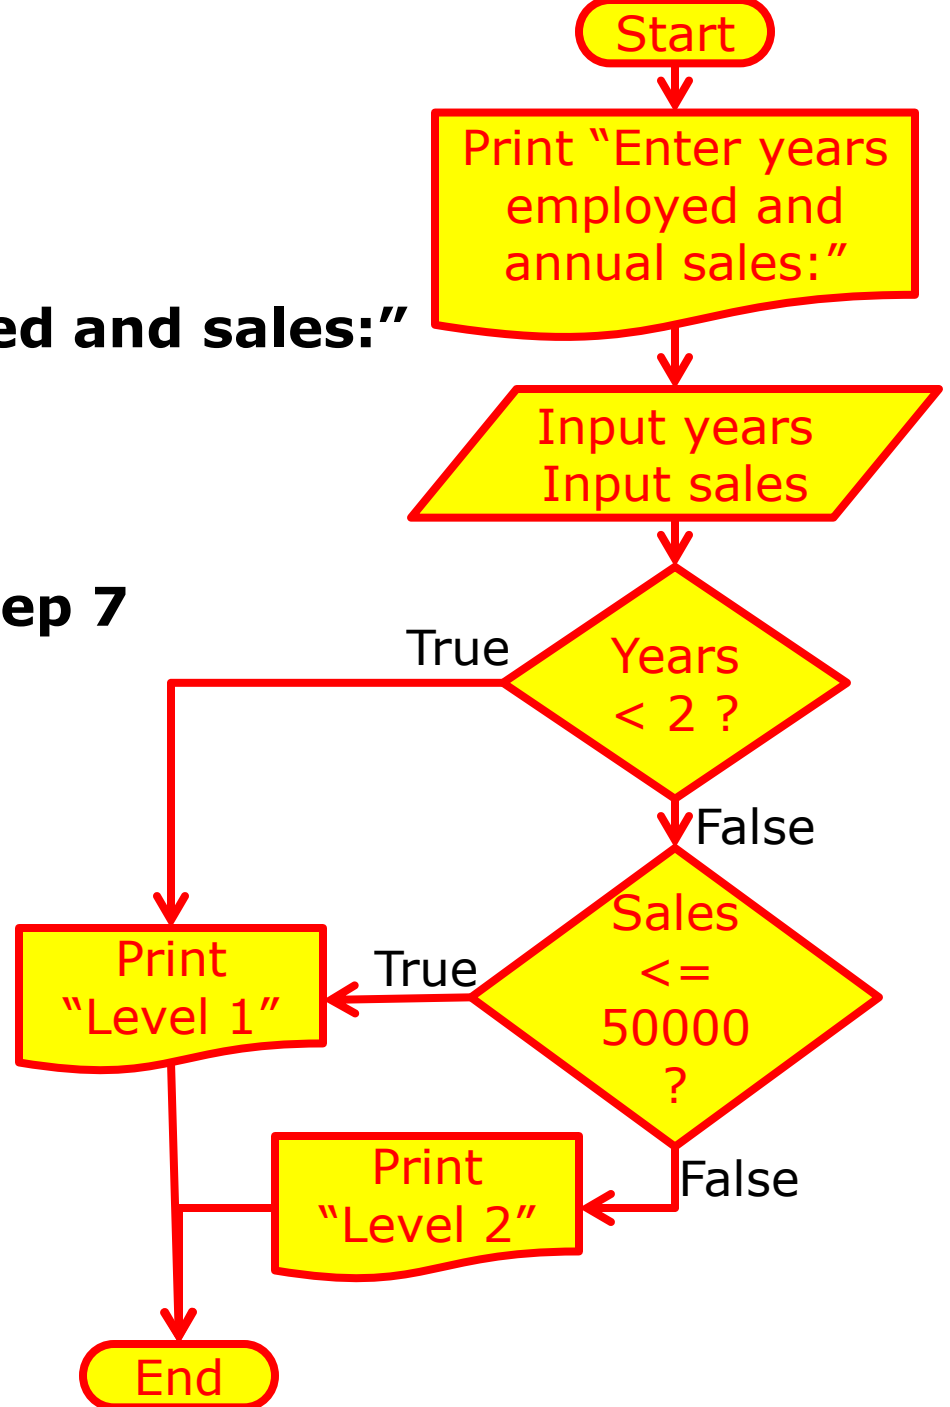 Start
Print “Enter years
employed and
annual sales:”
ed and sales:”
Input years
Input sales
ep 7
True
Years
< 2 ?
False
Sales
<=
50000
?
True
Print
“Level 1”
False
Print
“Level 2”
End